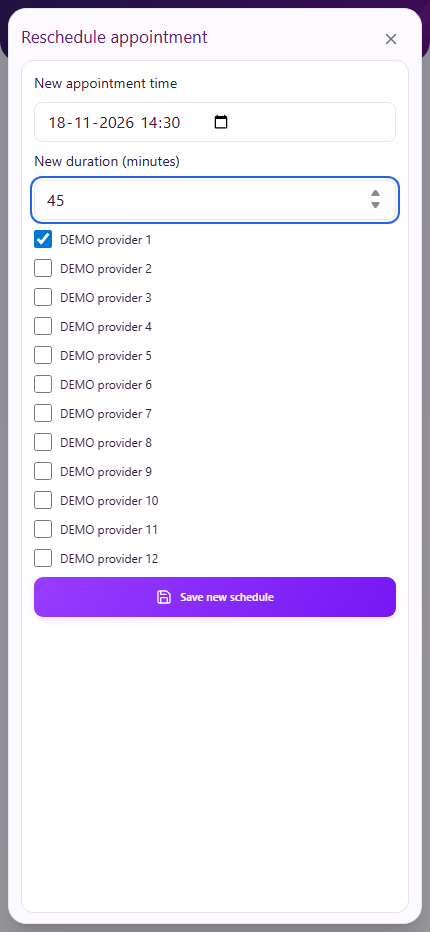 Reschedule appointment
New appointment time
18-11-2026 14:30
New duration (minutes)
45
DEMO provider 1
DEMO provider 2
DEMO provider 3
DEMO provider 4
DEMO provider 5
DEMO provider 6
DEMO provider 7
DEMO provider 8
DEMO provider 9
DEMO provider 10
DEMO provider 11
DEMO provider 12
Save new schedule